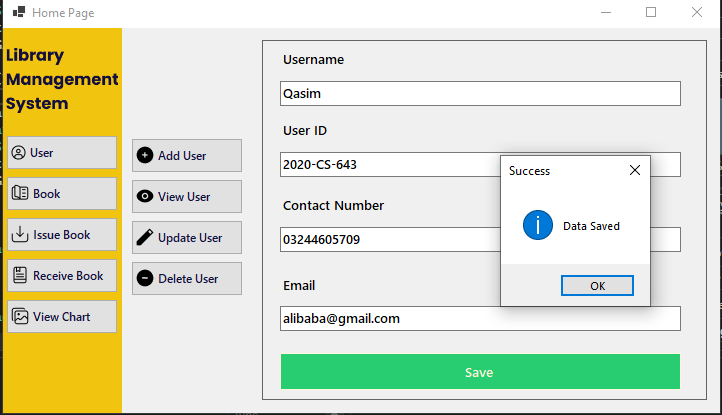 Home Page
Library
Management
System
User
Book
Issue Book
Receive Book
View Chart
Add User
View User
Update User
Delete User
Username
Qasim
User ID
2020-CS-643
Contact Number
03244605709
Email
alibaba@gmail.com
Save
Success
Data Saved
OK